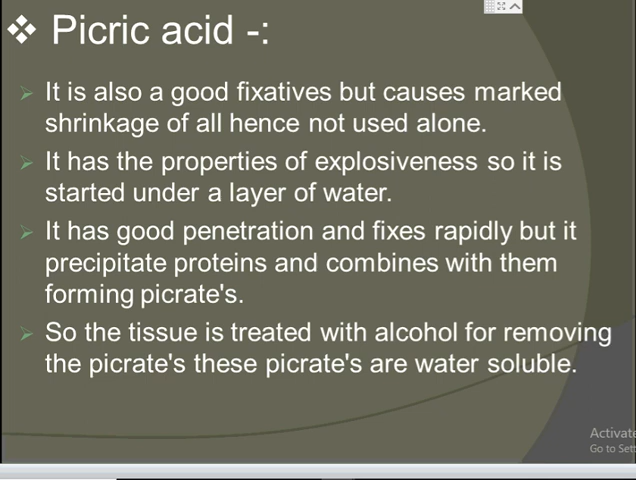 ❖ Picric acid -:
➢ It is also a good fixatives but causes marked
shrinkage of all hence not used alone.
➢ It has the properties of explosiveness so it is
started under a layer of water.
➢ It has good penetration and fixes rapidly but it
precipitate proteins and combines with them
forming picrate's.
➢ So the tissue is treated with alcohol for removing
the picrate's these picrate's are water soluble.
Activate
Go to Sett